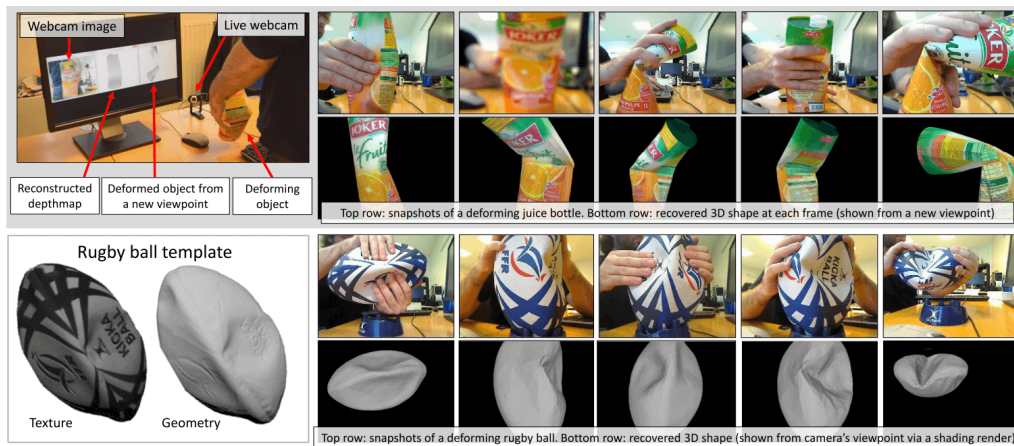 Webcam image
Live webcam
Reconstructed
depthmap
Deformed object from
a new viewpoint
Deforming
object
JOKER
JOKER
Fruit
Top row: snapshots of a deforming juice bottle. Bottom row: recovered 3D shape at each frame (shown from a new viewpoint)
Rugby ball template
KICKA
BALL
Texture
Geometry
FFR
KICKA
BALL
Top row: snapshots of a deforming rugby ball. Bottom row: recovered 3D shape (shown from camera's viewpoint via a shading render)